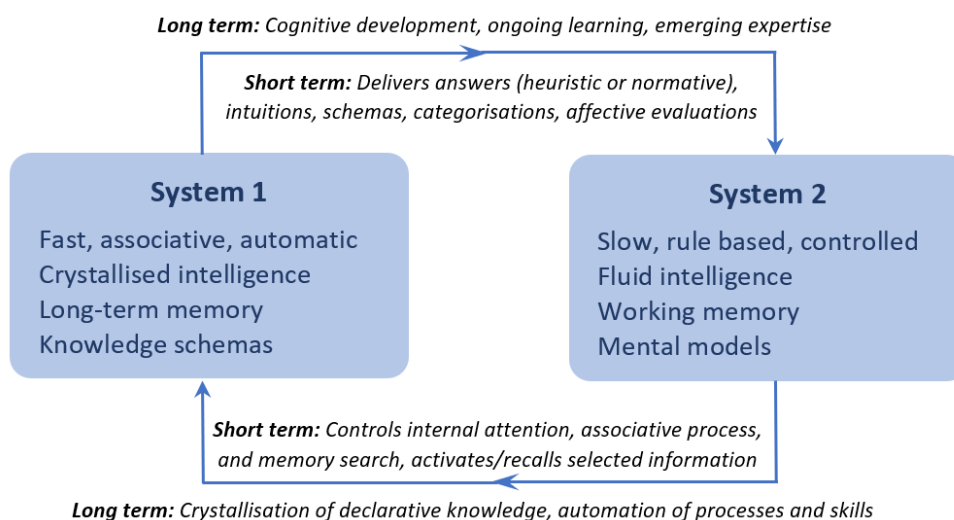 Long term: Cognitive development, ongoing learning, emerging expertise
Short term: Delivers answers (heuristic or normative),
intuitions, schemas, categorisations, affective evaluations
System 1
Fast, associative, automatic
Crystallised intelligence
Long-term memory
Knowledge schemas
System 2
Slow, rule based, controlled
Fluid intelligence
Working memory
Mental models
Short term: Controls internal attention, associative process,
and memory search, activates/recalls selected information
Long term: Crystallisation of declarative knowledge, automation of processes and skills